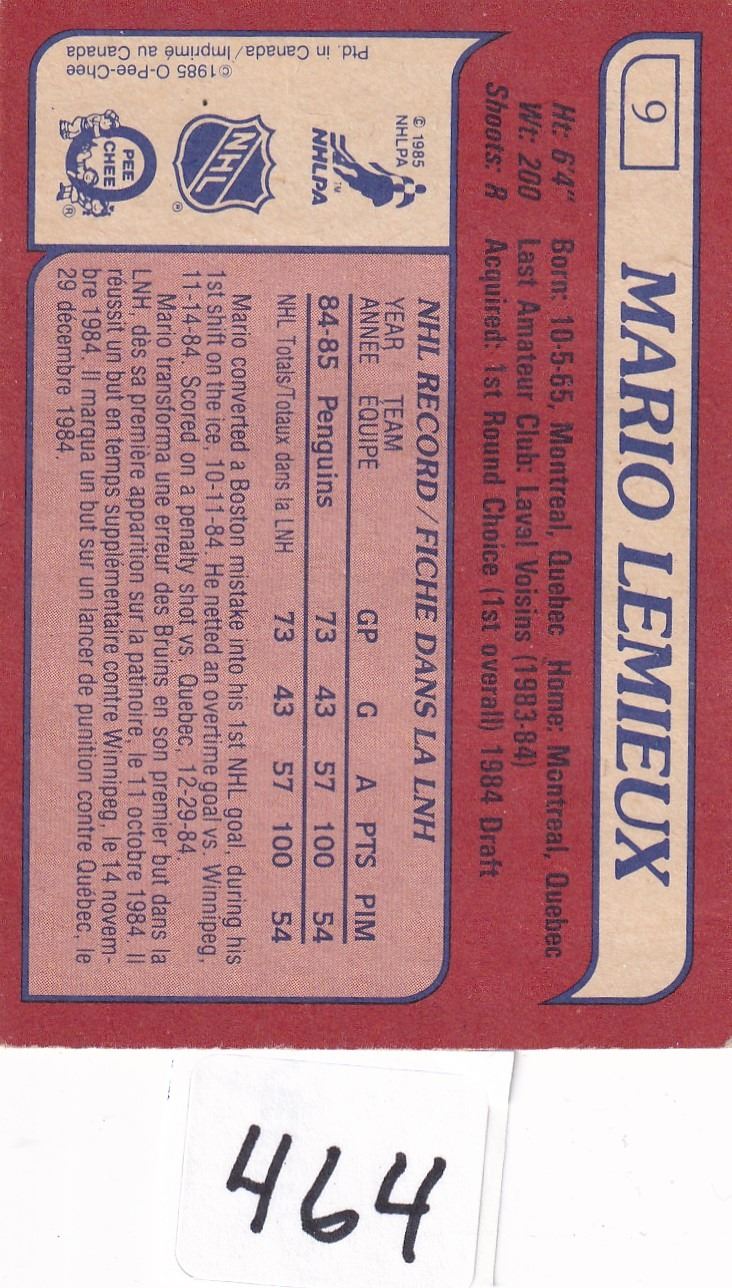 9
MARIO LEMIEUX
Ht: 6'4" Born: 10-5-65, Montreal, Quebec Home: Montreal, Quebec
Wt: 200 Last Amateur Club: Laval Voisins (1983-84)
Shoots: R Acquired: 1st Round Choice (1st overall) 1984 Draft
© 1985
NHLPA
NHLPA
TM
NHL
®
O
PEE
CHEE
®
©1985 O-Pee-Chee
Ptd. in Canada/Imprimé au Canada
NHL RECORD/FICHE DANS LA LNH
YEAR TEAM
ANNEE EQUIPE GP G A PTS PIM
84-85 Penguins 73 43 57 100 54
NHL Totals/Totaux dans la LNH 73 43 57 100 54
Mario converted a Boston mistake into his 1st NHL goal, during his
1st shift on the ice, 10-11-84. He netted an overtime goal vs. Winnipeg,
11-14-84. Scored on a penalty shot vs. Quebec, 12-29-84.
Mario transforma une erreur des Bruins en son premier but dans la
LNH, dès sa première apparition sur la patinoire, le 11 octobre 1984. Il
réussit un but en temps supplémentaire contre Winnipeg, le 14 novem-
bre 1984. Il marqua un but sur un lancer de punition contre Québec, le
29 décembre 1984.
464